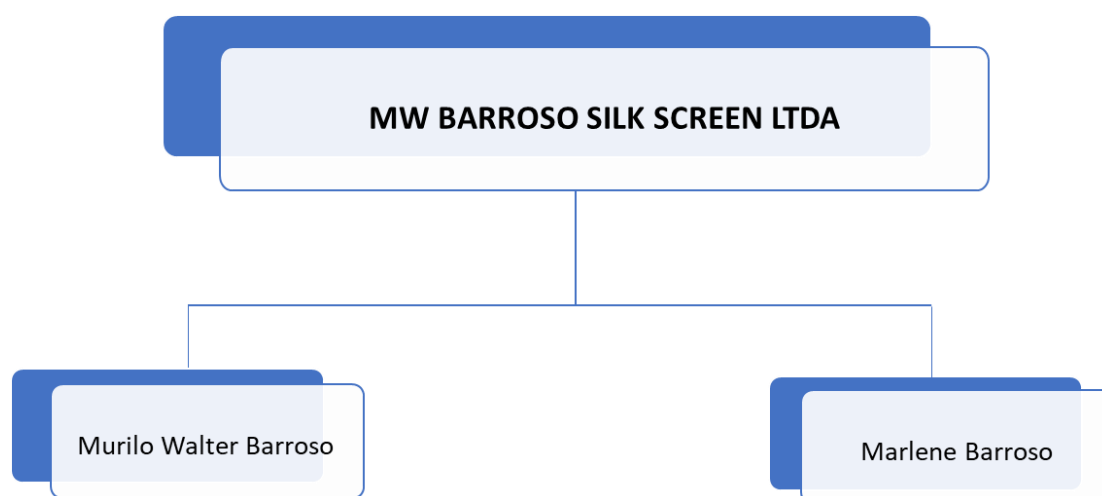 MW BARROSO SILK SCREEN LTDA
Murilo Walter Barroso
Marlene Barroso